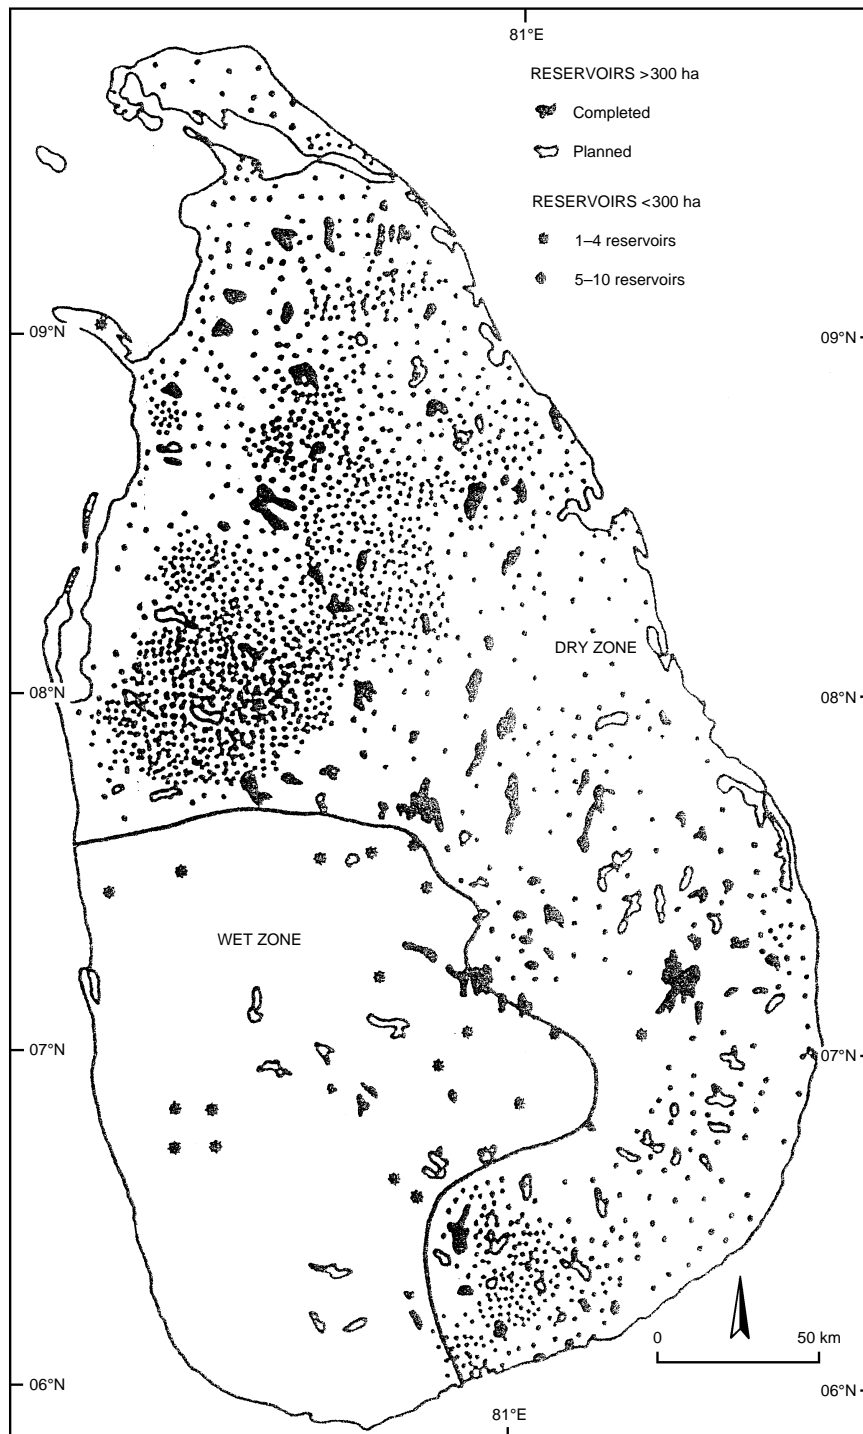 81°E
RESERVOIRS >300 ha
Completed
Planned
RESERVOIRS <300 ha
1–4 reservoirs
5–10 reservoirs
09°N
09°N
DRY ZONE
08°N
08°N
WET ZONE
07°N
07°N
0
50 km
06°N
06°N
81°E